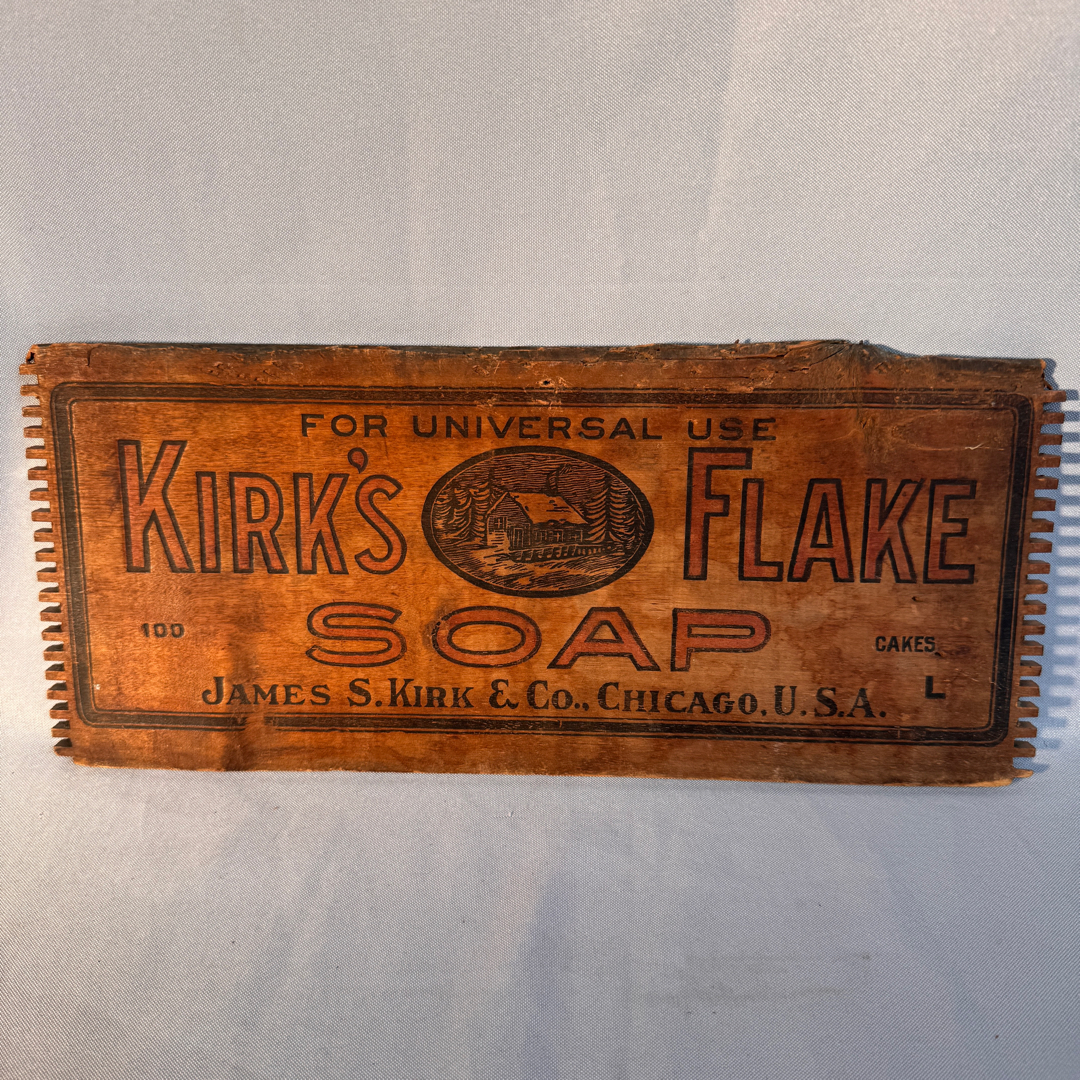 FOR UNIVERSAL USE
KIRK'S FLAKE
SOAP
100 CAKES
JAMES S. KIRK & CO., CHICAGO, U.S.A.
L